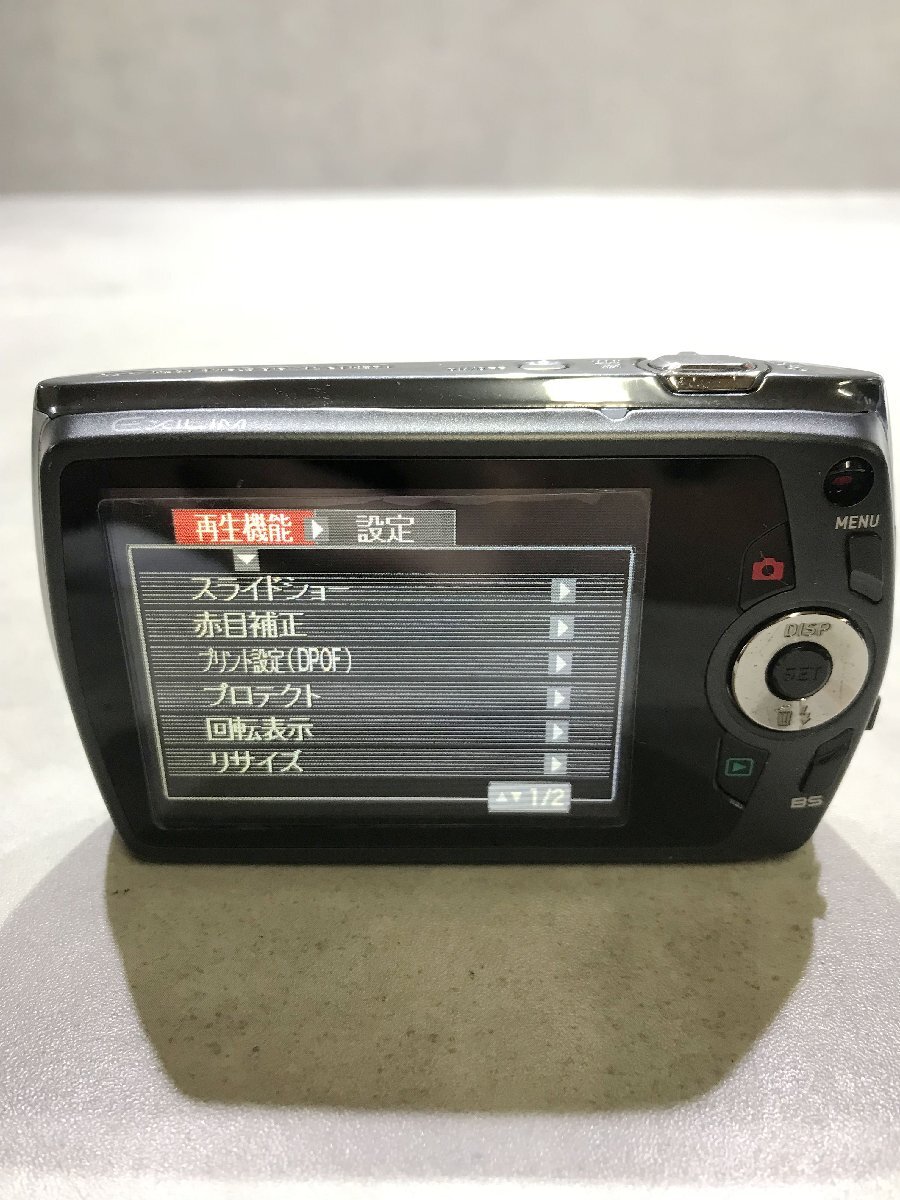 EXILIM
再生機能 設定
MENU
スライドショー
赤目補正
プリント設定(DPOF)
プロテクト
回転表示
リサイズ
1/2
DISP
SET
BS